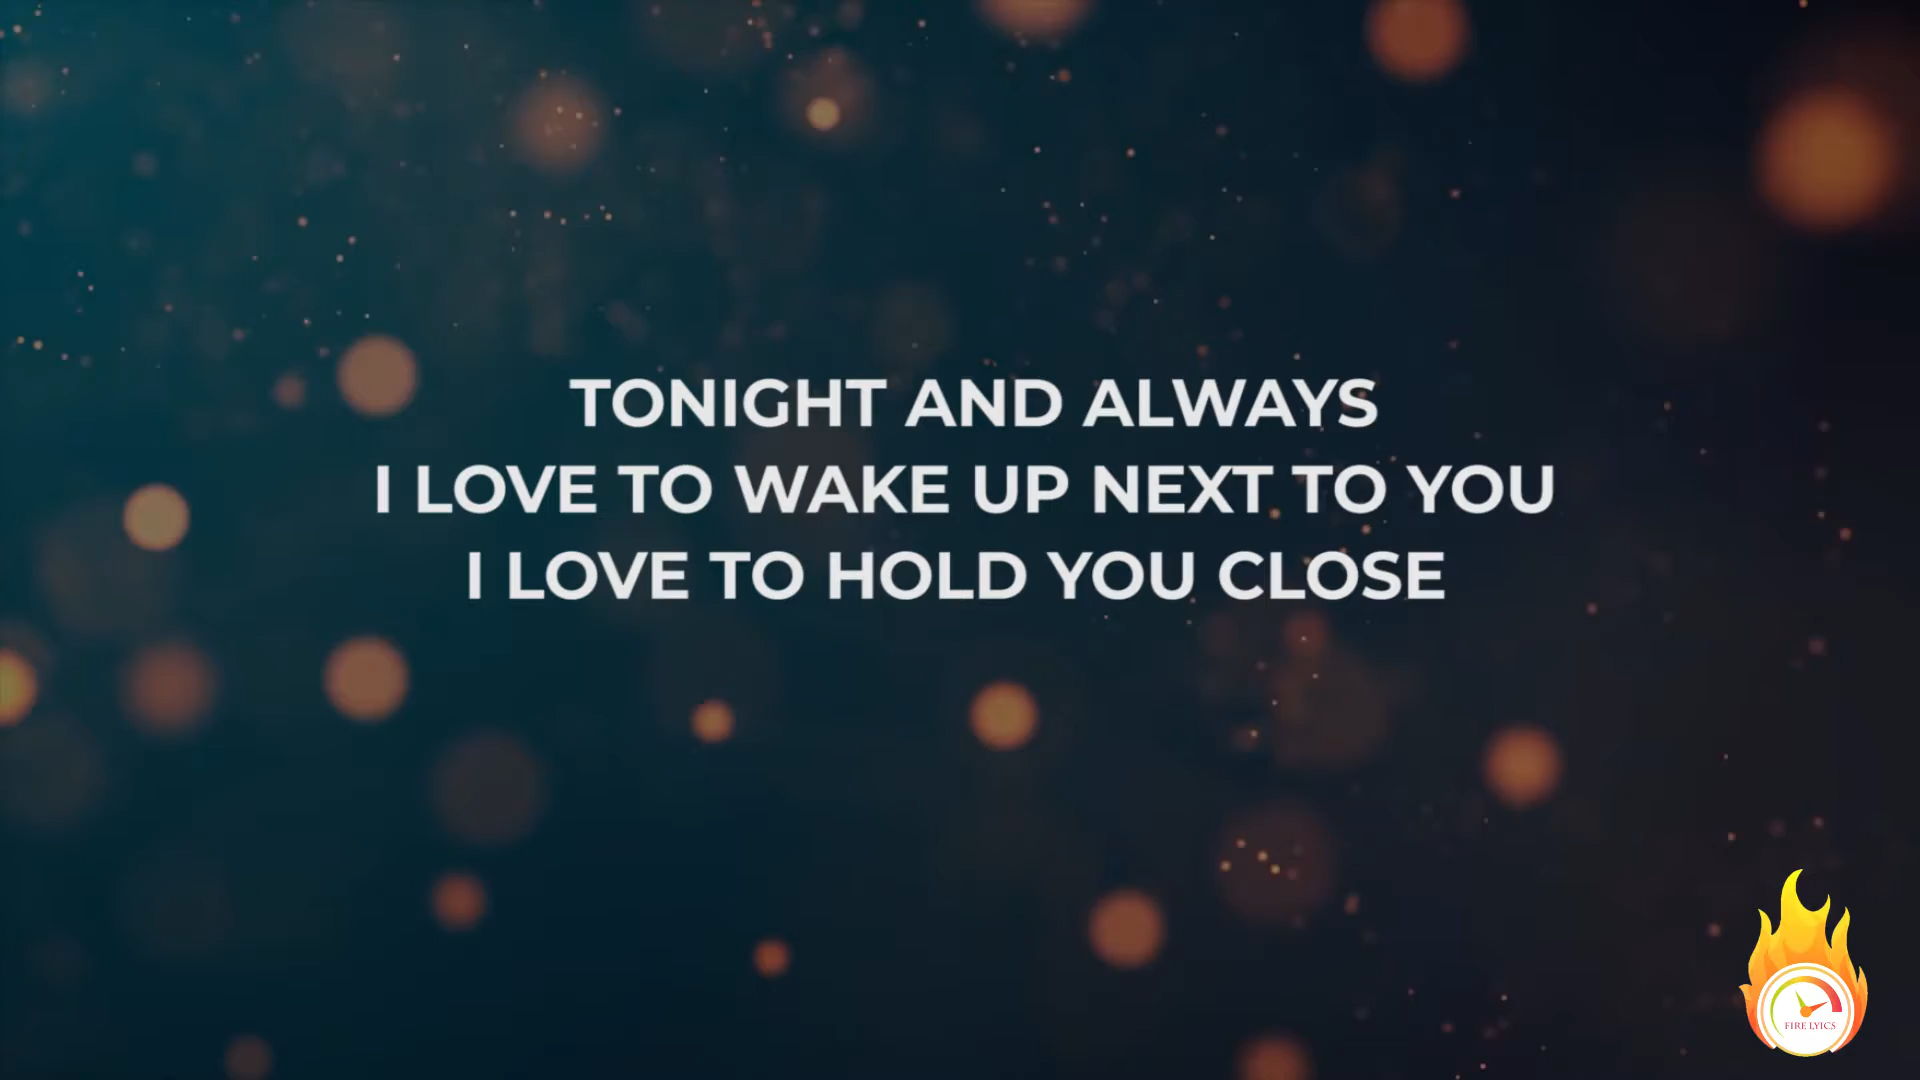 TONIGHT AND ALWAYS
I LOVE TO WAKE UP NEXT TO YOU
I LOVE TO HOLD YOU CLOSE
FIRE LYICS